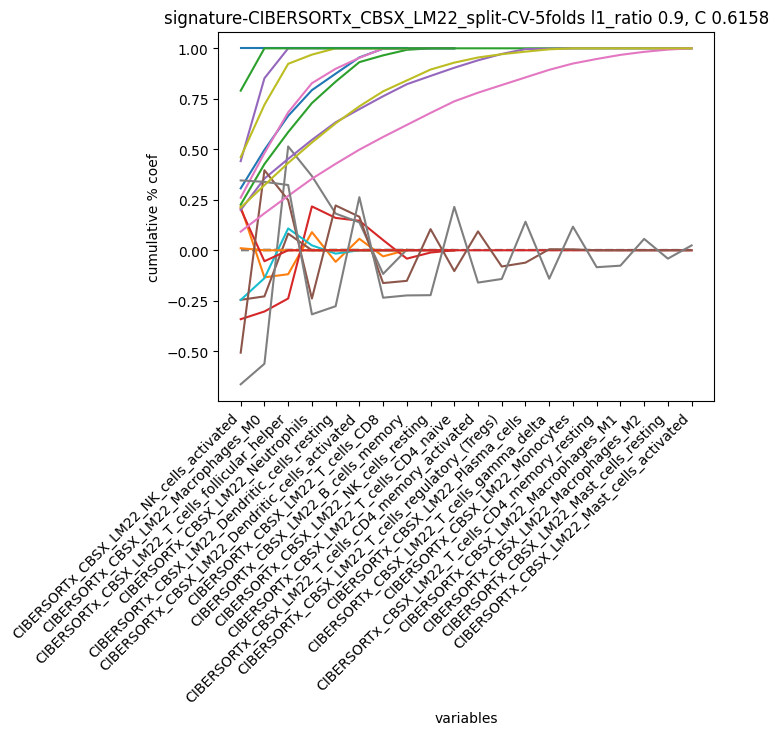 signature-CIBERSORTx_CBSX_LM22_split-CV-5folds l1_ratio 0.9, C 0.6158
cumulative % coef
1.00
0.75
0.50
0.25
0.00
−0.25
−0.50
CIBERSORTx_CBSX_LM22_NK_cells_activated
CIBERSORTx_CBSX_LM22_Macrophages_M0
CIBERSORTx_CBSX_LM22_T_cells_follicular_helper
CIBERSORTx_CBSX_LM22_Neutrophils
CIBERSORTx_CBSX_LM22_Dendritic_cells_resting
CIBERSORTx_CBSX_LM22_Dendritic_cells_activated
CIBERSORTx_CBSX_LM22_T_cells_CD8
CIBERSORTx_CBSX_LM22_B_cells_memory
CIBERSORTx_CBSX_LM22_NK_cells_resting
CIBERSORTx_CBSX_LM22_T_cells_CD4_naive
CIBERSORTx_CBSX_LM22_T_cells_CD4_memory_activated
CIBERSORTx_CBSX_LM22_T_cells_regulatory_(Tregs)
CIBERSORTx_CBSX_LM22_Plasma_cells
CIBERSORTx_CBSX_LM22_T_cells_gamma_delta
CIBERSORTx_CBSX_LM22_Monocytes
CIBERSORTx_CBSX_LM22_T_cells_CD4_memory_resting
CIBERSORTx_CBSX_LM22_Macrophages_M1
CIBERSORTx_CBSX_LM22_Macrophages_M2
CIBERSORTx_CBSX_LM22_Mast_cells_resting
CIBERSORTx_CBSX_LM22_Mast_cells_activated
variables